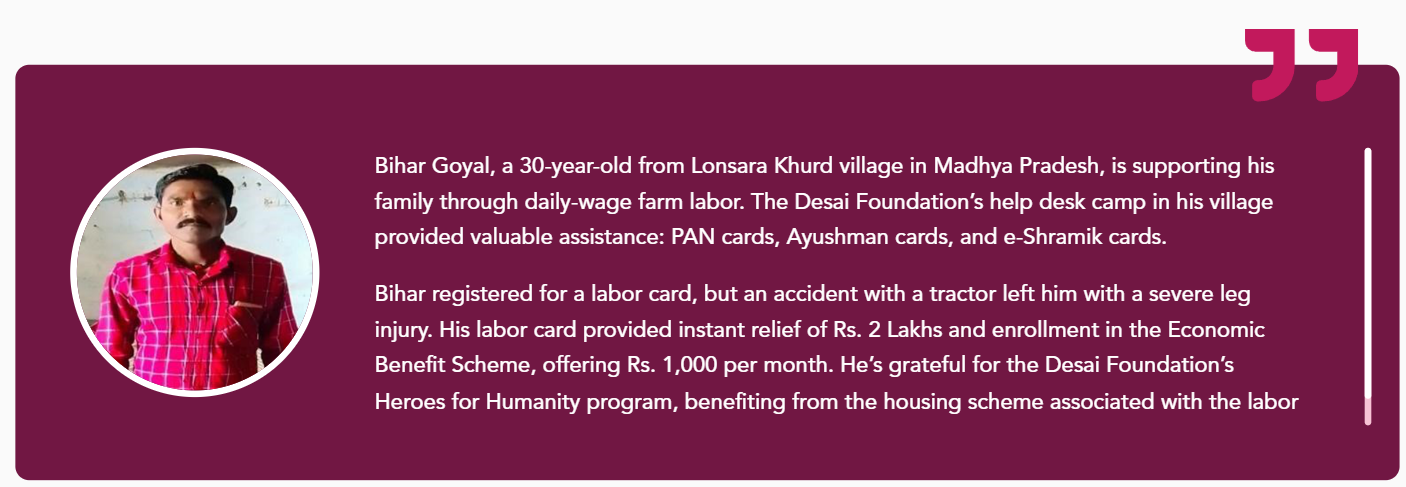 Bihar Goyal, a 30-year-old from Lonsara Khurd village in Madhya Pradesh, is supporting his
family through daily-wage farm labor. The Desai Foundation’s help desk camp in his village
provided valuable assistance: PAN cards, Ayushman cards, and e-Shramik cards.
Bihar registered for a labor card, but an accident with a tractor left him with a severe leg
injury. His labor card provided instant relief of Rs. 2 Lakhs and enrollment in the Economic
Benefit Scheme, offering Rs. 1,000 per month. He’s grateful for the Desai Foundation’s
Heroes for Humanity program, benefiting from the housing scheme associated with the labor